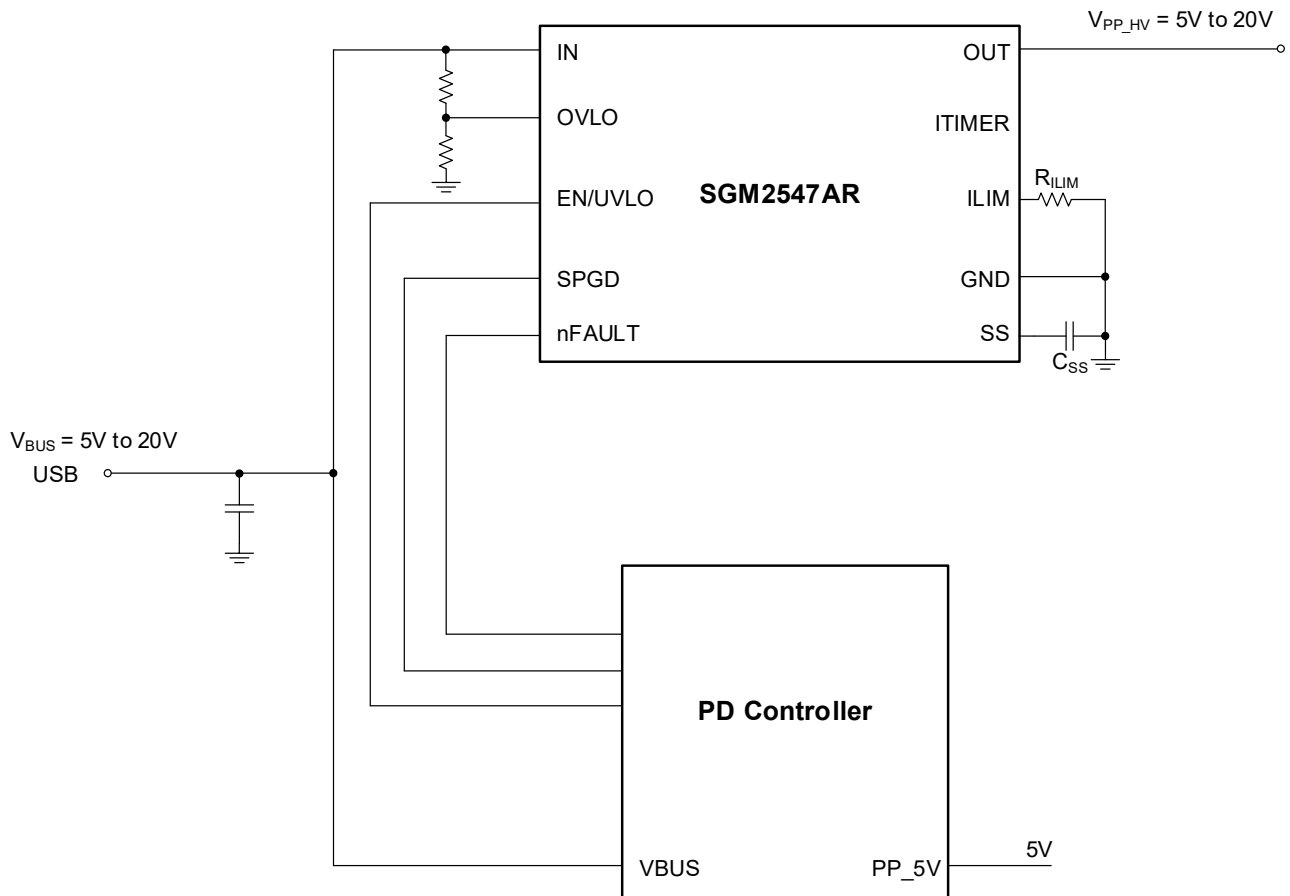 V_PP_HV = 5V to 20V
IN
OUT
OVLO
ITIMER
SGM2547AR
R_ILIM
EN/UVLO
ILIM
SPGD
GND
nFAULT
SS
C_SS
V_BUS = 5V to 20V
USB
PD Controller
5V
VBUS
PP_5V